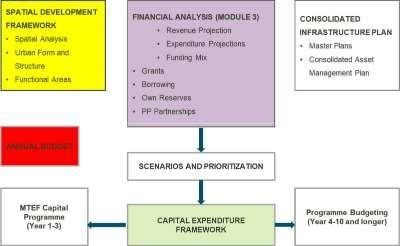 SPATIAL DEVELOPMENT
FRAMEWORK
• Spatial Analysis
• Urban Form and
Structure
• Functional Areas
FINANCIAL ANALYSIS (MODULE 3)
• Revenue Projection
• Expenditure Projections
• Funding Mix
• Grants
• Borrowing
• Own Reserves
• PP Partnerships
CONSOLIDATED
INFRASTRUCTURE PLAN
• Master Plans
• Consolidated Asset
Management Plan
ANNUAL BUDGET
SCENARIOS AND PRIORITIZATION
MTEF Capital
Programme
(Year 1-3)
CAPITAL EXPENDITURE
FRAMEWORK
Programme Budgeting
(Year 4-10 and longer)